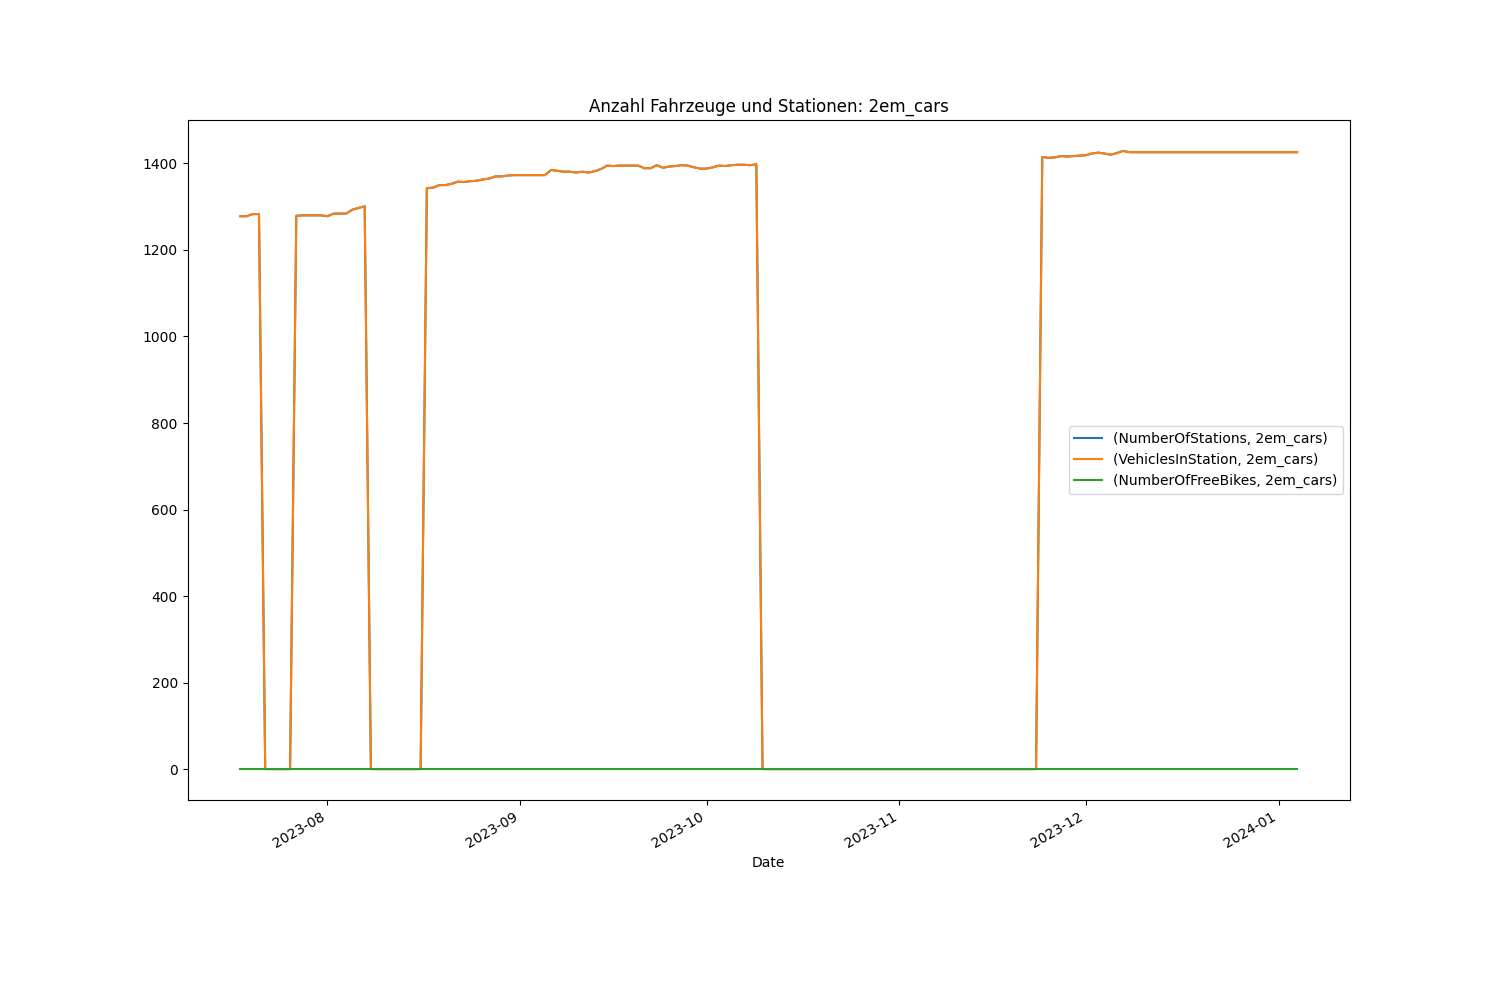 Anzahl Fahrzeuge und Stationen: 2em_cars
1400
1200
1000
800
600
400
200
0
(NumberOfStations, 2em_cars)
(VehiclesInStation, 2em_cars)
(NumberOfFreeBikes, 2em_cars)
2023-08
2023-09
2023-10
2023-11
2023-12
2024-01
Date